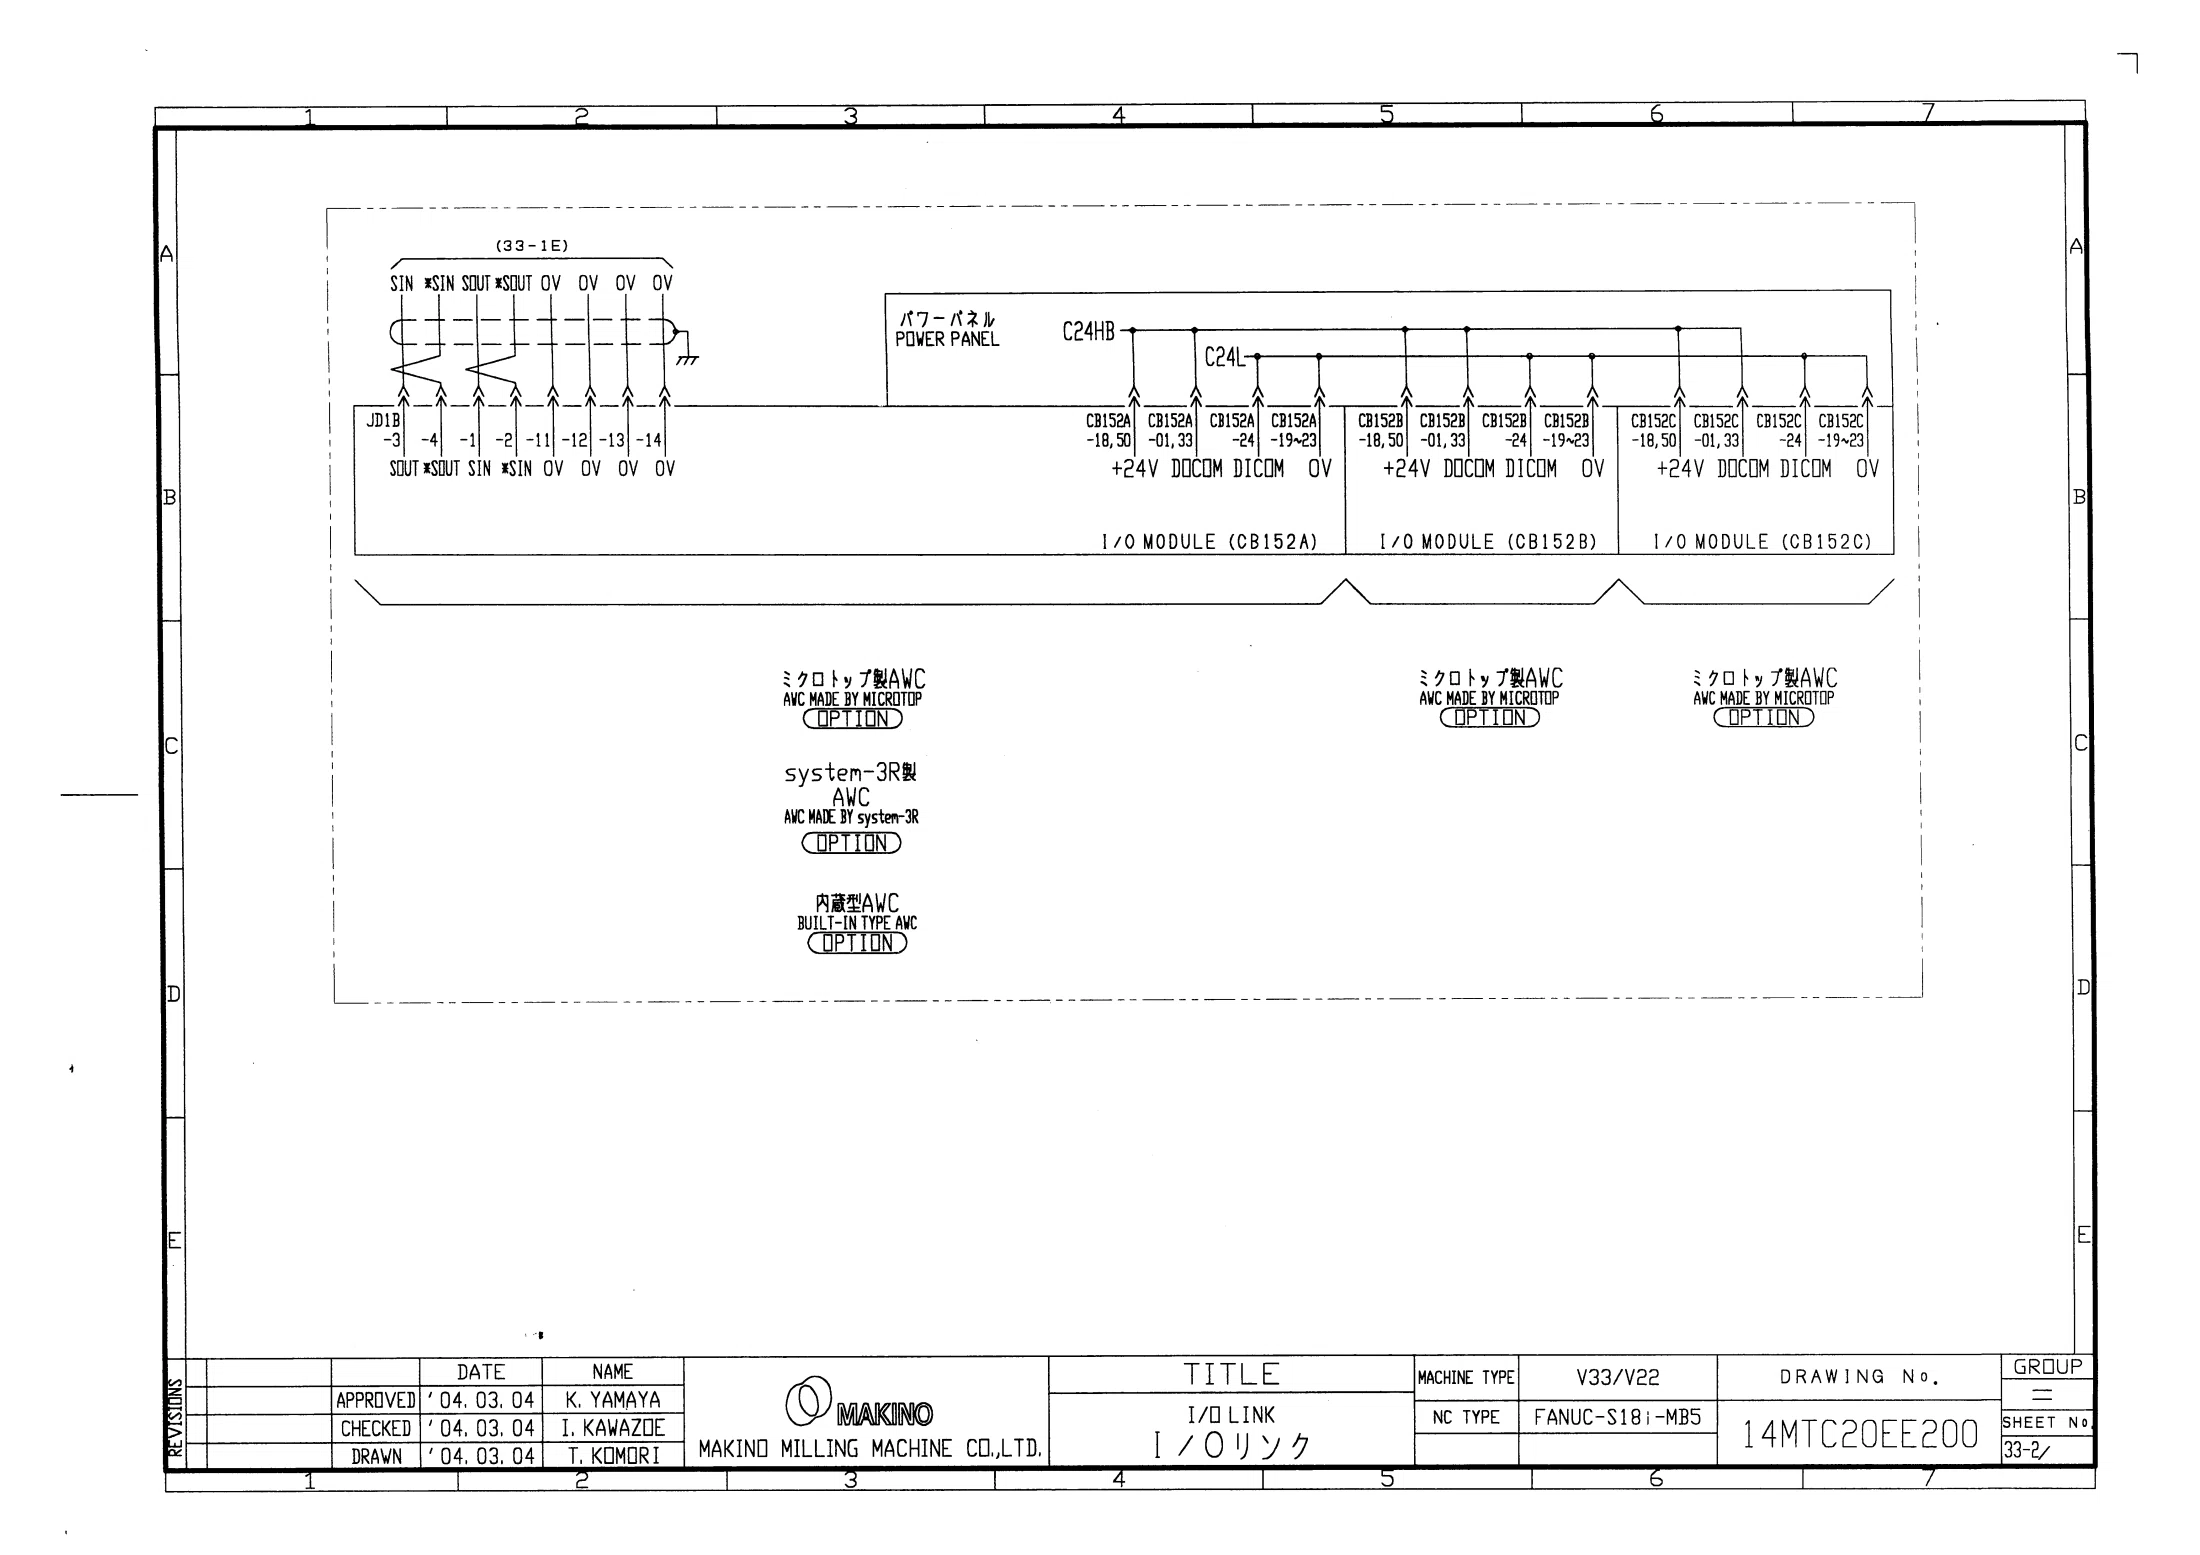 1 2 3 4 5 6 7
A A
(33-1E)
SIN *SIN SOUT *SOUT 0V 0V 0V 0V
パワーパネル
POWER PANEL
C24HB
C24L
JD1B
-3 -4 -1 -2 -11 -12 -13 -14
SOUT *SOUT SIN *SIN 0V 0V 0V 0V
CB152A CB152A CB152A CB152A CB152B CB152B CB152B CB152B CB152C CB152C CB152C CB152C
-18,50 -01,33 -24 -19~23 -18,50 -01,33 -24 -19~23 -18,50 -01,33 -24 -19~23
+24V DOCOM DICOM 0V +24V DOCOM DICOM 0V +24V DOCOM DICOM 0V
B B
I/O MODULE (CB152A) I/O MODULE (CB152B) I/O MODULE (CB152C)
ミクロトップ製AWC
AWC MADE BY MICROTOP
OPTION
ミクロトップ製AWC
AWC MADE BY MICROTOP
OPTION
ミクロトップ製AWC
AWC MADE BY MICROTOP
OPTION
C C
system-3R製
AWC
AWC MADE BY system-3R
OPTION
内蔵型AWC
BUILT-IN TYPE AWC
OPTION
D D
E E
REVISIONS
DATE NAME
APPROVED '04.03.04 K. YAMAYA
CHECKED '04.03.04 I. KAWAZOE
DRAWN '04.03.04 T. KOMORI
MAKINO
MAKINO MILLING MACHINE CO.,LTD.
TITLE
I/O LINK
I/Oリンク
MACHINE TYPE V33/V22
NC TYPE FANUC-S18i-MB5
DRAWING No.
14MTC20EE200
GROUP
=
SHEET No.
33-2/
1 2 3 4 5 6 7